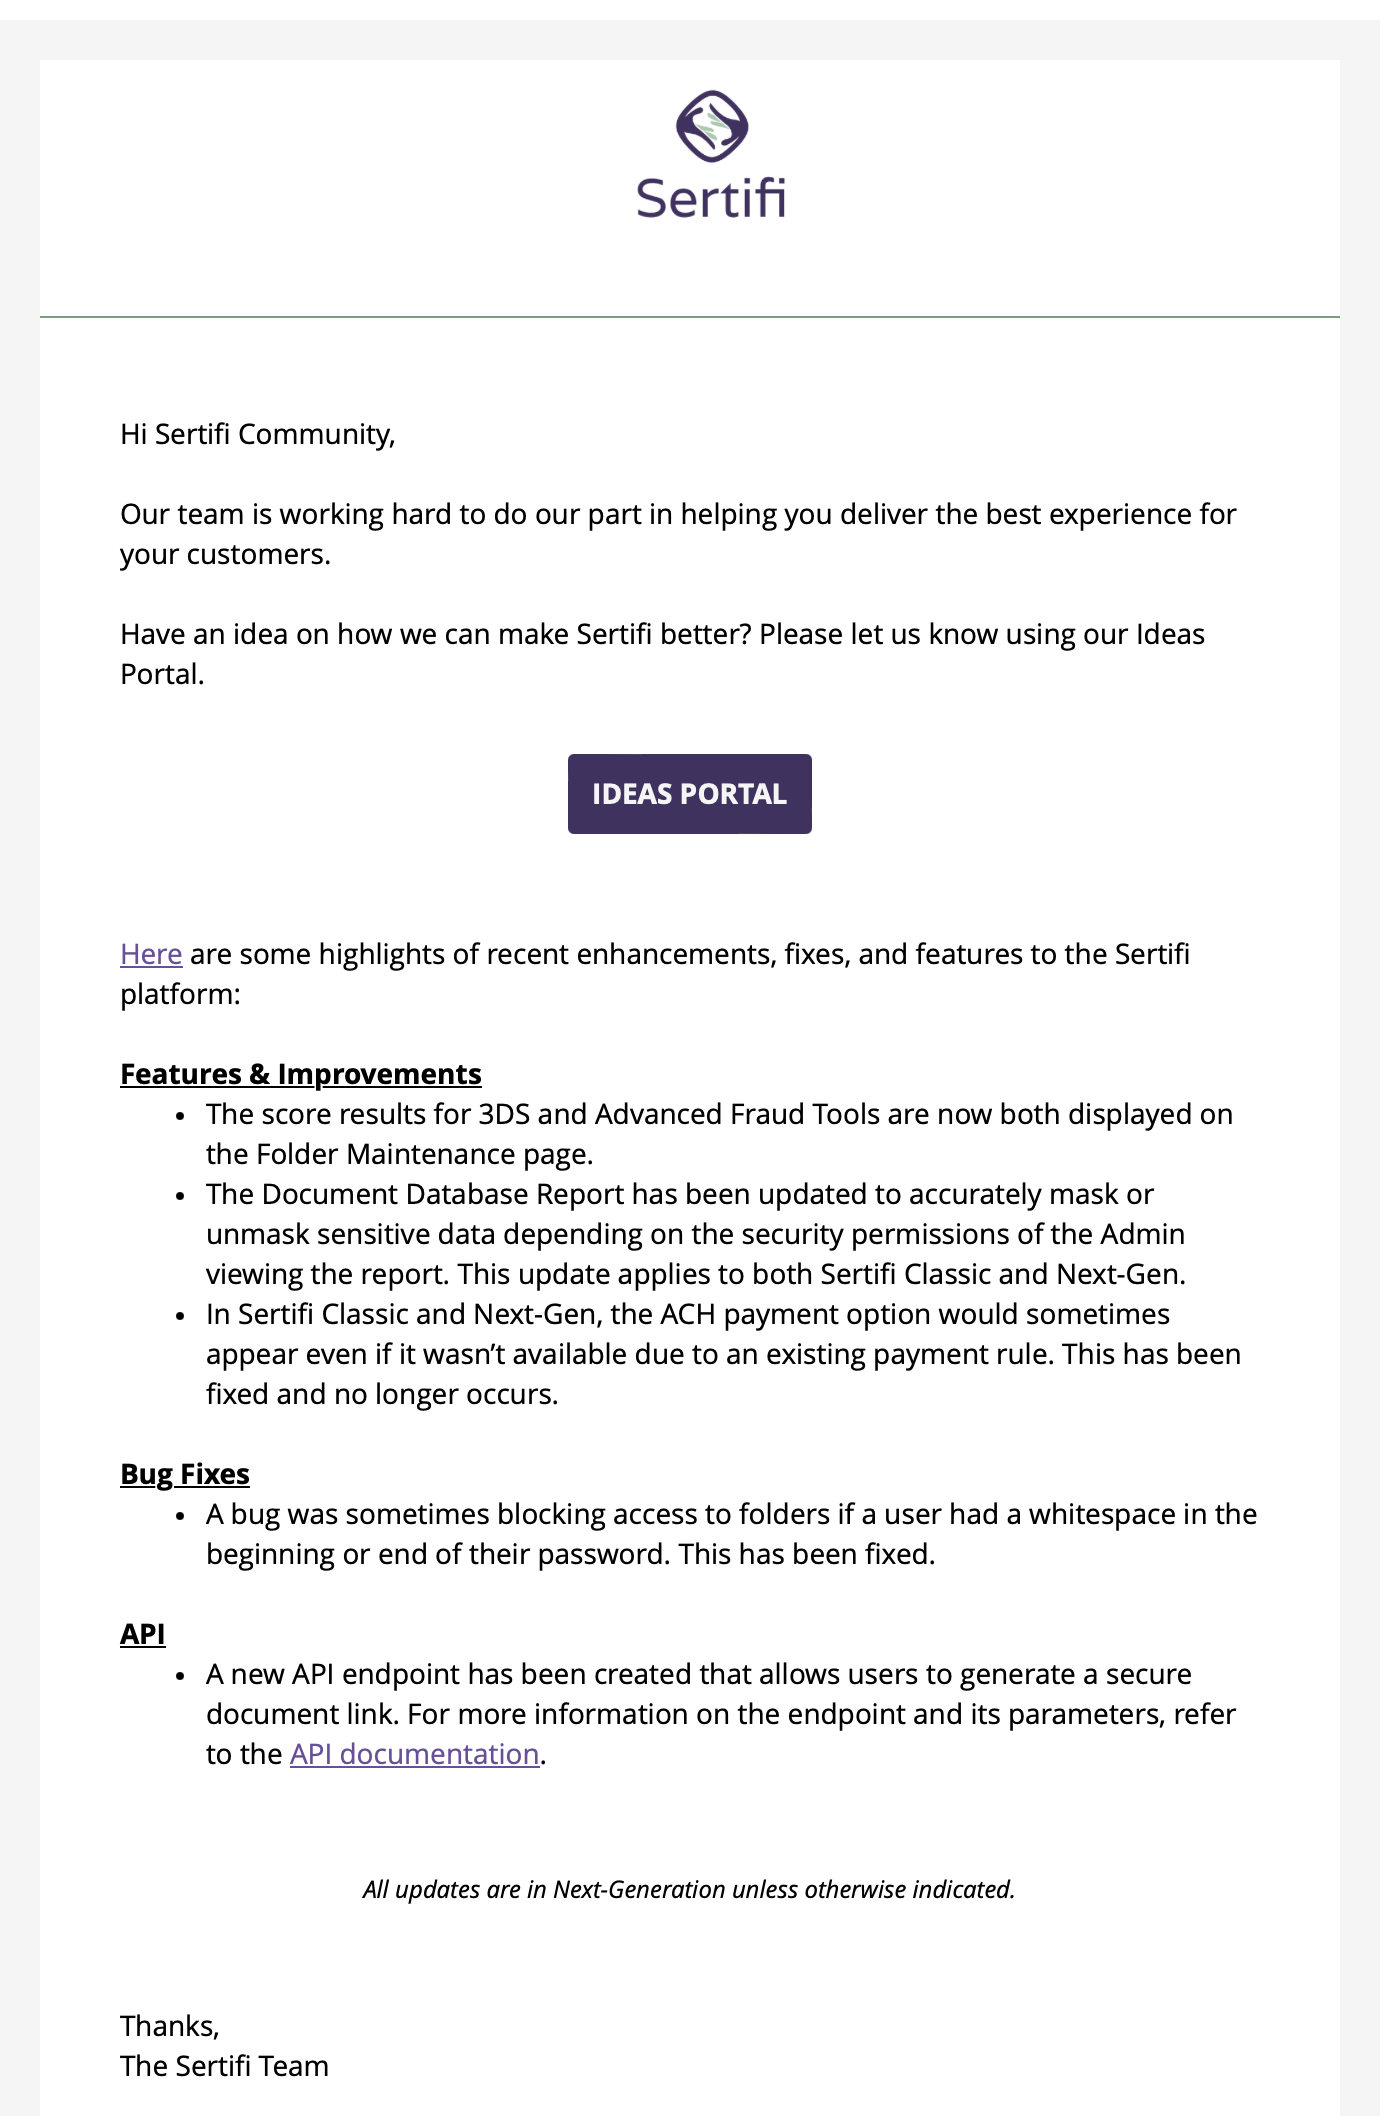 Sertifi
Hi Sertifi Community,
Our team is working hard to do our part in helping you deliver the best experience for
your customers.
Have an idea on how we can make Sertifi better? Please let us know using our Ideas
Portal.
IDEAS PORTAL
Here are some highlights of recent enhancements, fixes, and features to the Sertifi
platform:
Features & Improvements
• The score results for 3DS and Advanced Fraud Tools are now both displayed on
the Folder Maintenance page.
• The Document Database Report has been updated to accurately mask or
unmask sensitive data depending on the security permissions of the Admin
viewing the report. This update applies to both Sertifi Classic and Next-Gen.
• In Sertifi Classic and Next-Gen, the ACH payment option would sometimes
appear even if it wasn’t available due to an existing payment rule. This has been
fixed and no longer occurs.
Bug Fixes
• A bug was sometimes blocking access to folders if a user had a whitespace in the
beginning or end of their password. This has been fixed.
API
• A new API endpoint has been created that allows users to generate a secure
document link. For more information on the endpoint and its parameters, refer
to the API documentation.
All updates are in Next-Generation unless otherwise indicated.
Thanks,
The Sertifi Team